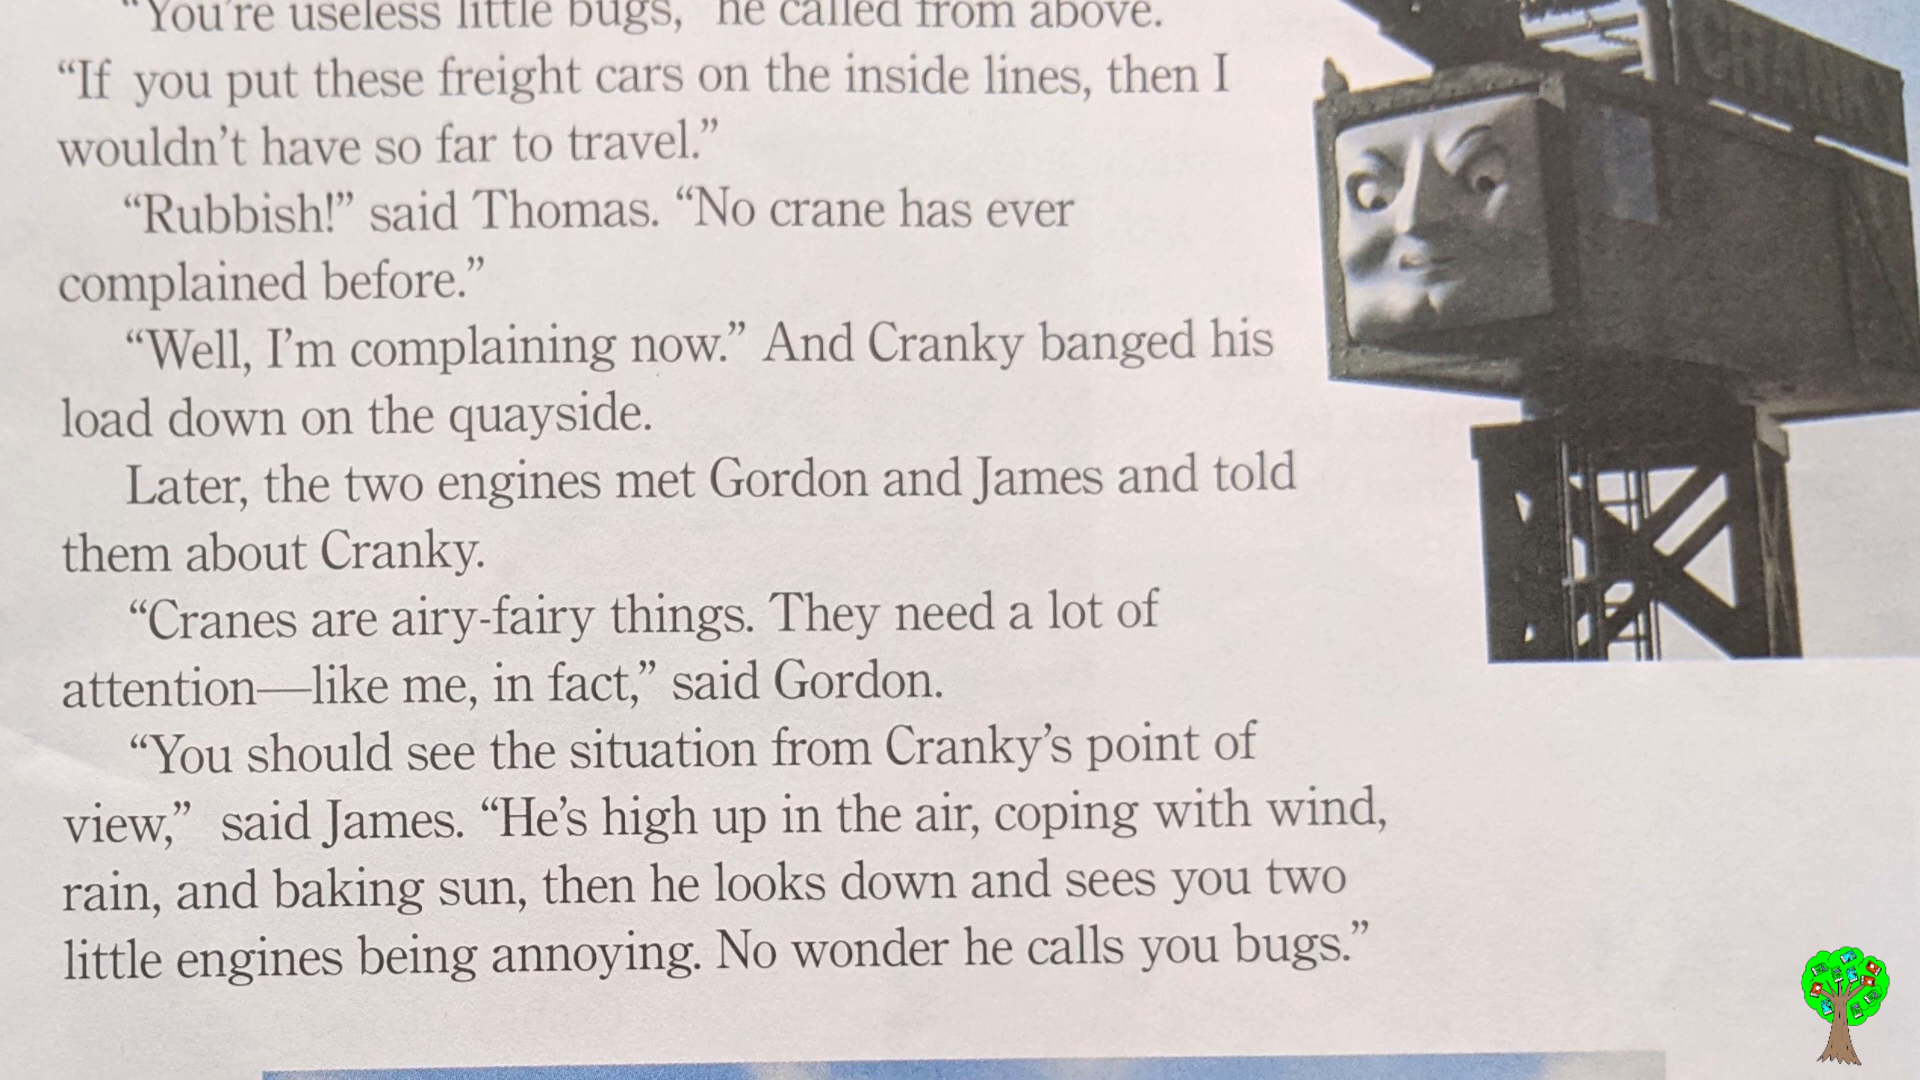 “You’re useless little bugs,” he called from above.
“If you put these freight cars on the inside lines, then I
wouldn’t have so far to travel.”
“Rubbish!” said Thomas. “No crane has ever
complained before.”
“Well, I’m complaining now.” And Cranky banged his
load down on the quayside.
Later, the two engines met Gordon and James and told
them about Cranky.
“Cranes are airy-fairy things. They need a lot of
attention—like me, in fact,” said Gordon.
“You should see the situation from Cranky’s point of
view,” said James. “He’s high up in the air, coping with wind,
rain, and baking sun, then he looks down and sees you two
little engines being annoying. No wonder he calls you bugs.”
CRANKY